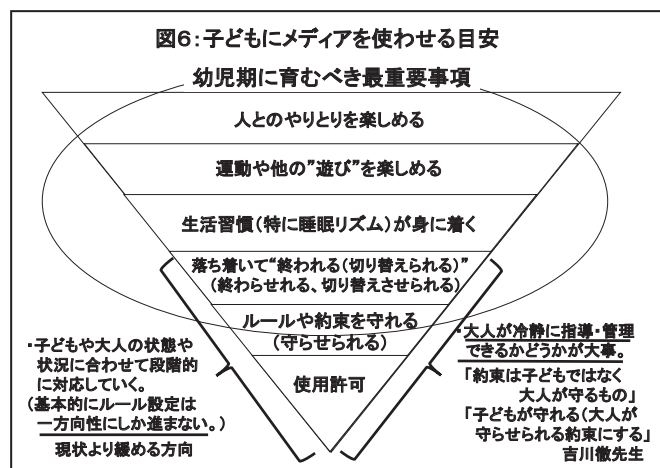 図6：子どもにメディアを使わせる目安
幼児期に育むべき最重要事項
人とのやりとりを楽しめる
運動や他の”遊び”を楽しめる
生活習慣（特に睡眠リズム）が身に着く
落ち着いて“終われる（切り替えられる）”
（終わらせれる、切り替えさせられる）
ルールや約束を守れる
（守らせられる）
使用許可
・子どもや大人の状態や
状況に合わせて段階的
に対応していく。
（基本的にルール設定は
一方向性にしか進まない。）
現状より緩める方向
・大人が冷静に指導・管理
できるかどうかが大事。
「約束は子どもではなく
大人が守るもの」
「子どもが守れる（大人が
守らせられる約束にする」
吉川徹先生